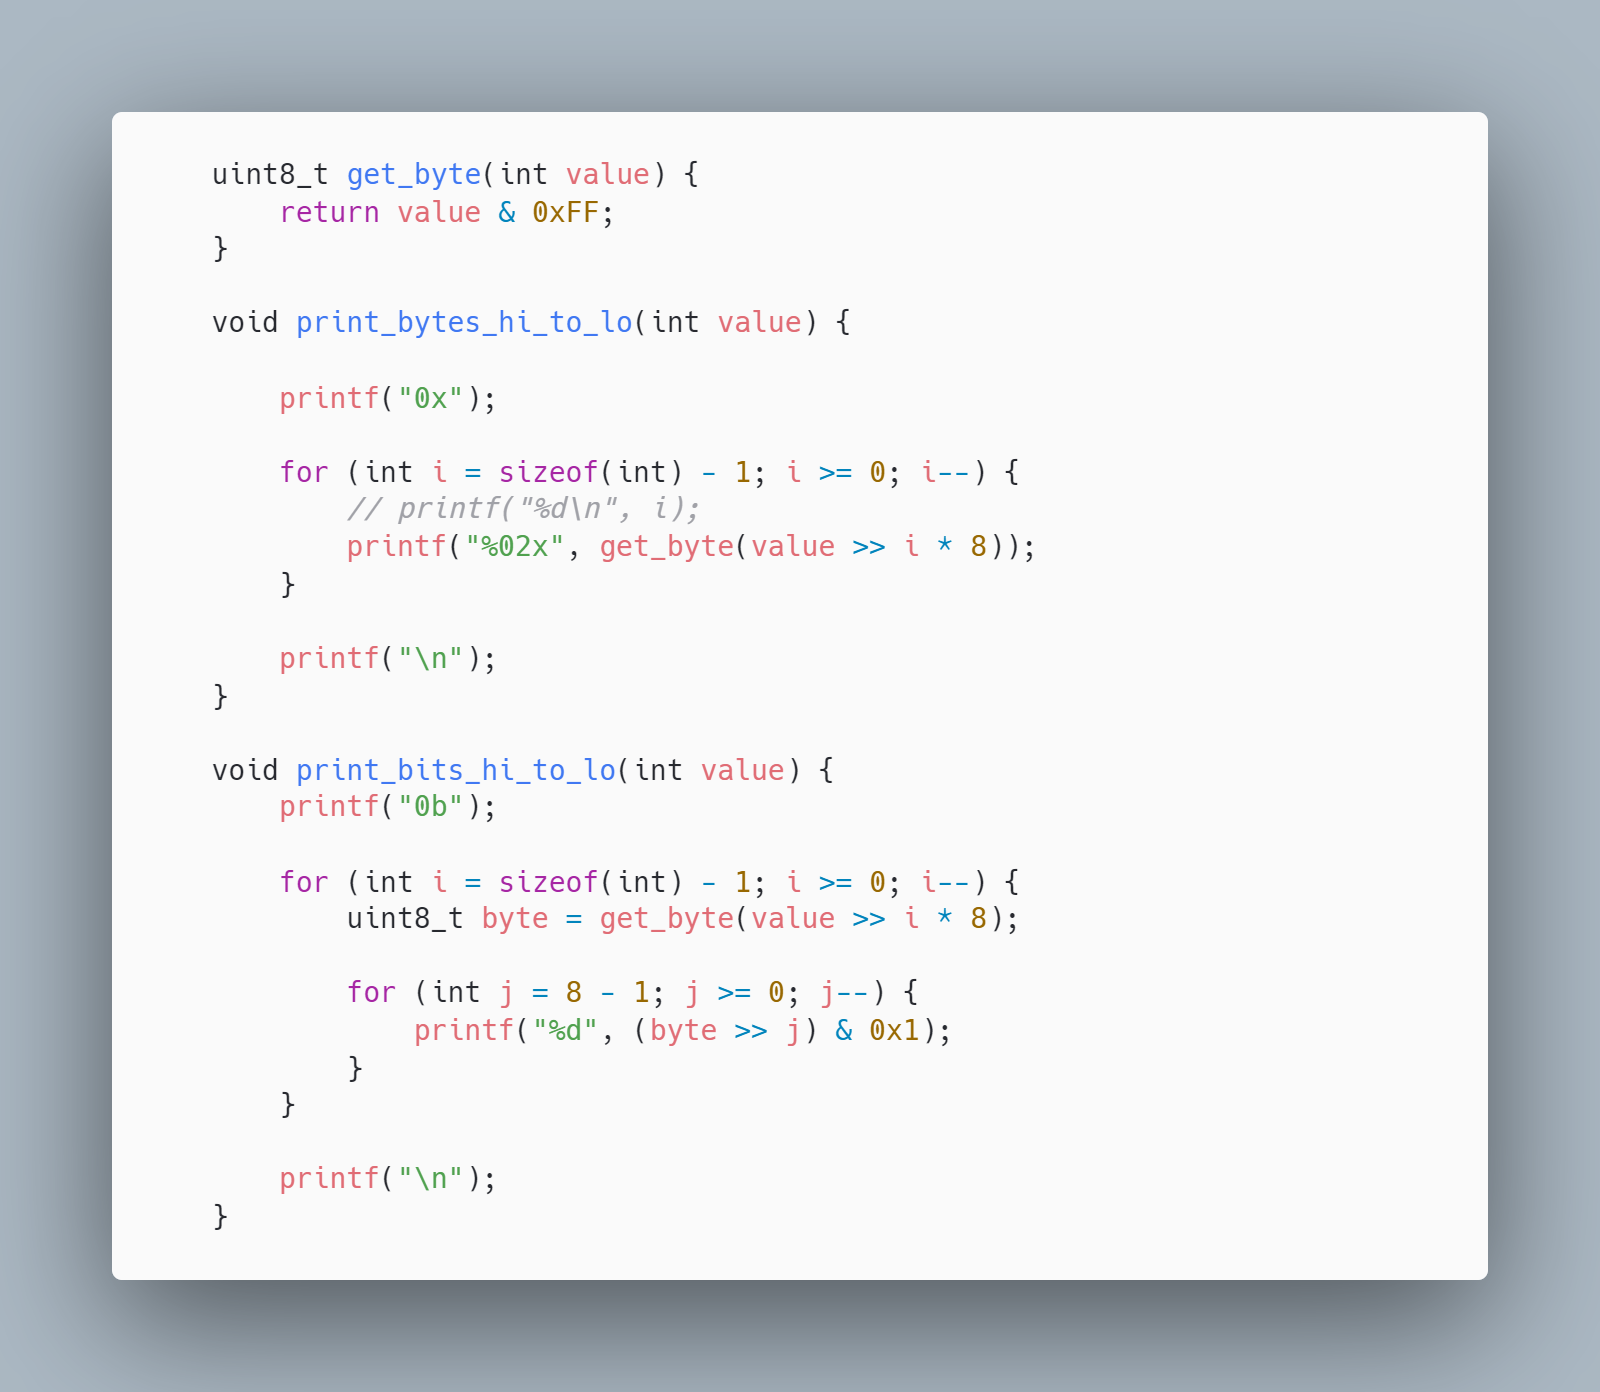 uint8_t get_byte(int value) {
    return value & 0xFF;
}

void print_bytes_hi_to_lo(int value) {

    printf("0x");

    for (int i = sizeof(int) - 1; i >= 0; i--) {
        // printf("%d\n", i);
        printf("%02x", get_byte(value >> i * 8));
    }

    printf("\n");
}

void print_bits_hi_to_lo(int value) {
    printf("0b");

    for (int i = sizeof(int) - 1; i >= 0; i--) {
        uint8_t byte = get_byte(value >> i * 8);

        for (int j = 8 - 1; j >= 0; j--) {
            printf("%d", (byte >> j) & 0x1);
        }
    }

    printf("\n");
}